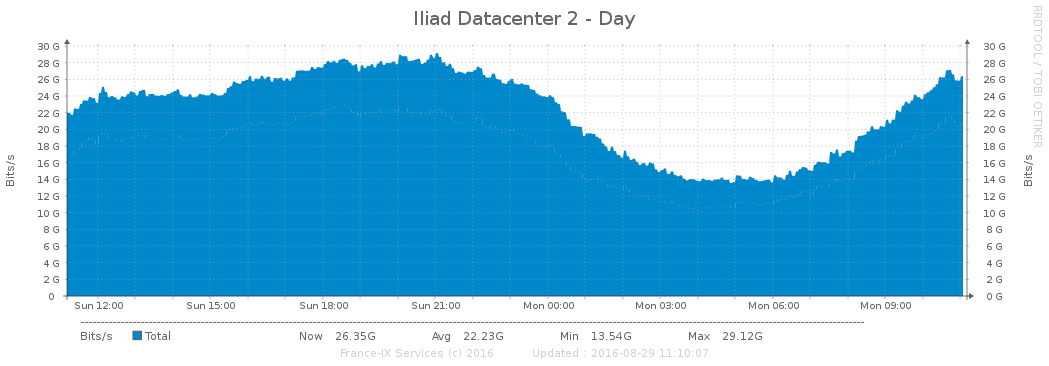 Iliad Datacenter 2 - Day
RRDTOOL / TOBI OETIKER
Bits/s
30 G
28 G
26 G
24 G
22 G
20 G
18 G
16 G
14 G
12 G
10 G
8 G
6 G
4 G
2 G
0
30 G
28 G
26 G
24 G
22 G
20 G
18 G
16 G
14 G
12 G
10 G
8 G
6 G
4 G
2 G
0 G
Bits/s
Sun 12:00 Sun 15:00 Sun 18:00 Sun 21:00 Mon 00:00 Mon 03:00 Mon 06:00 Mon 09:00
Bits/s Total Now 26.35G Avg 22.23G Min 13.54G Max 29.12G
France-IX Services (c) 2016 Updated : 2016-08-29 11:10:07